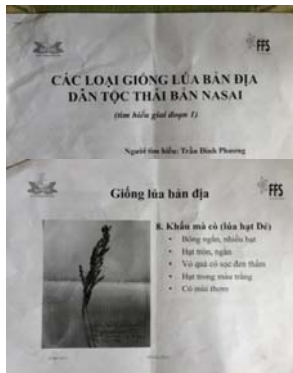 FFS
CÁC LOẠI GIỐNG LÚA BẢN ĐỊA
DÂN TỘC THÁI BẢN NASAI
(tìm hiểu giai đoạn 1)
Người tìm hiểu: Trần Đình Phương
FFS
Giống lúa bản địa
8. Khẩu mà cò (lúa hạt Dé)
• Bông ngắn, nhiều hạt
• Hạt tròn, ngắn
• Vỏ quả có sọc đen thẫm
• Hạt trong màu trắng
• Có mùi thơm